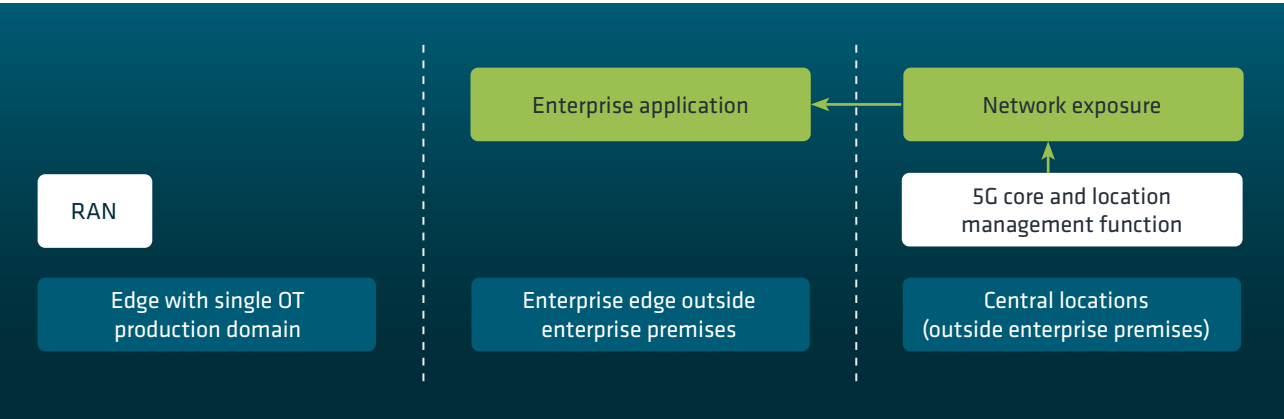 Enterprise application
Network exposure
RAN
5G core and location
management function
Edge with single OT
production domain
Enterprise edge outside
enterprise premises
Central locations
(outside enterprise premises)